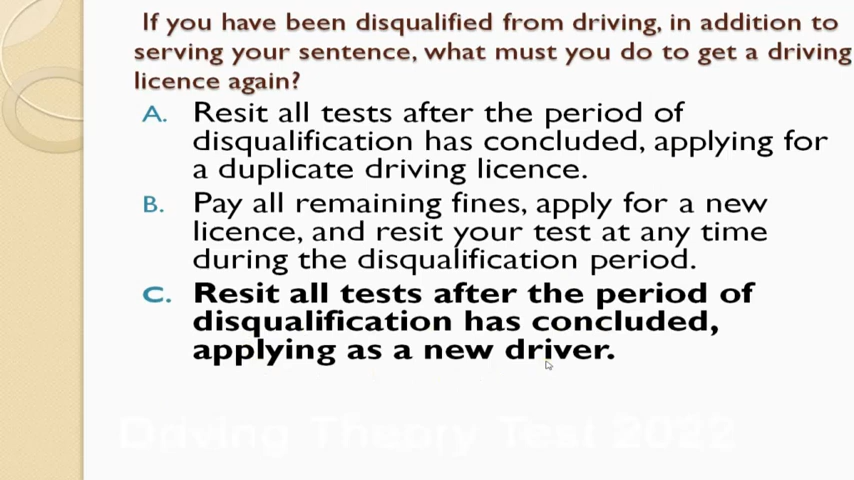 If you have been disqualified from driving, in addition to
serving your sentence, what must you do to get a driving
licence again?
A. Resit all tests after the period of
disqualification has concluded, applying for
a duplicate driving licence.
B. Pay all remaining fines, apply for a new
licence, and resit your test at any time
during the disqualification period.
C. Resit all tests after the period of
disqualification has concluded,
applying as a new driver.
Driving Theory Test 2022